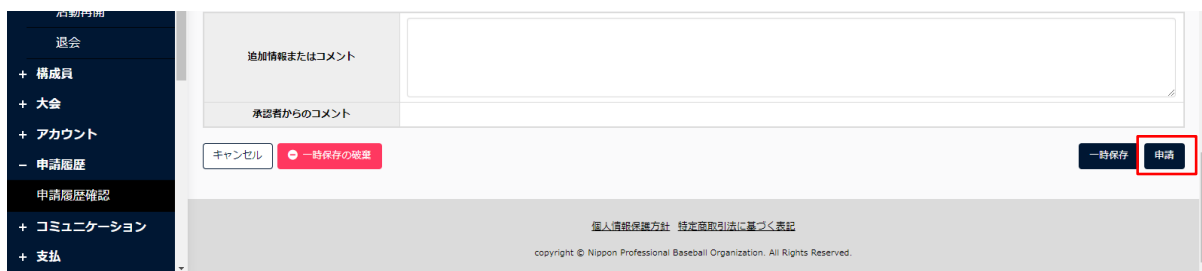 活動再開
退会
+ 構成員
+ 大会
+ アカウント
− 申請履歴
申請履歴確認
+ コミュニケーション
+ 支払
追加情報またはコメント
承認者からのコメント
キャンセル
一時保存の破棄
一時保存
申請
個人情報保護方針 特定商取引法に基づく表記
copyright © Nippon Professional Baseball Organization. All Rights Reserved.